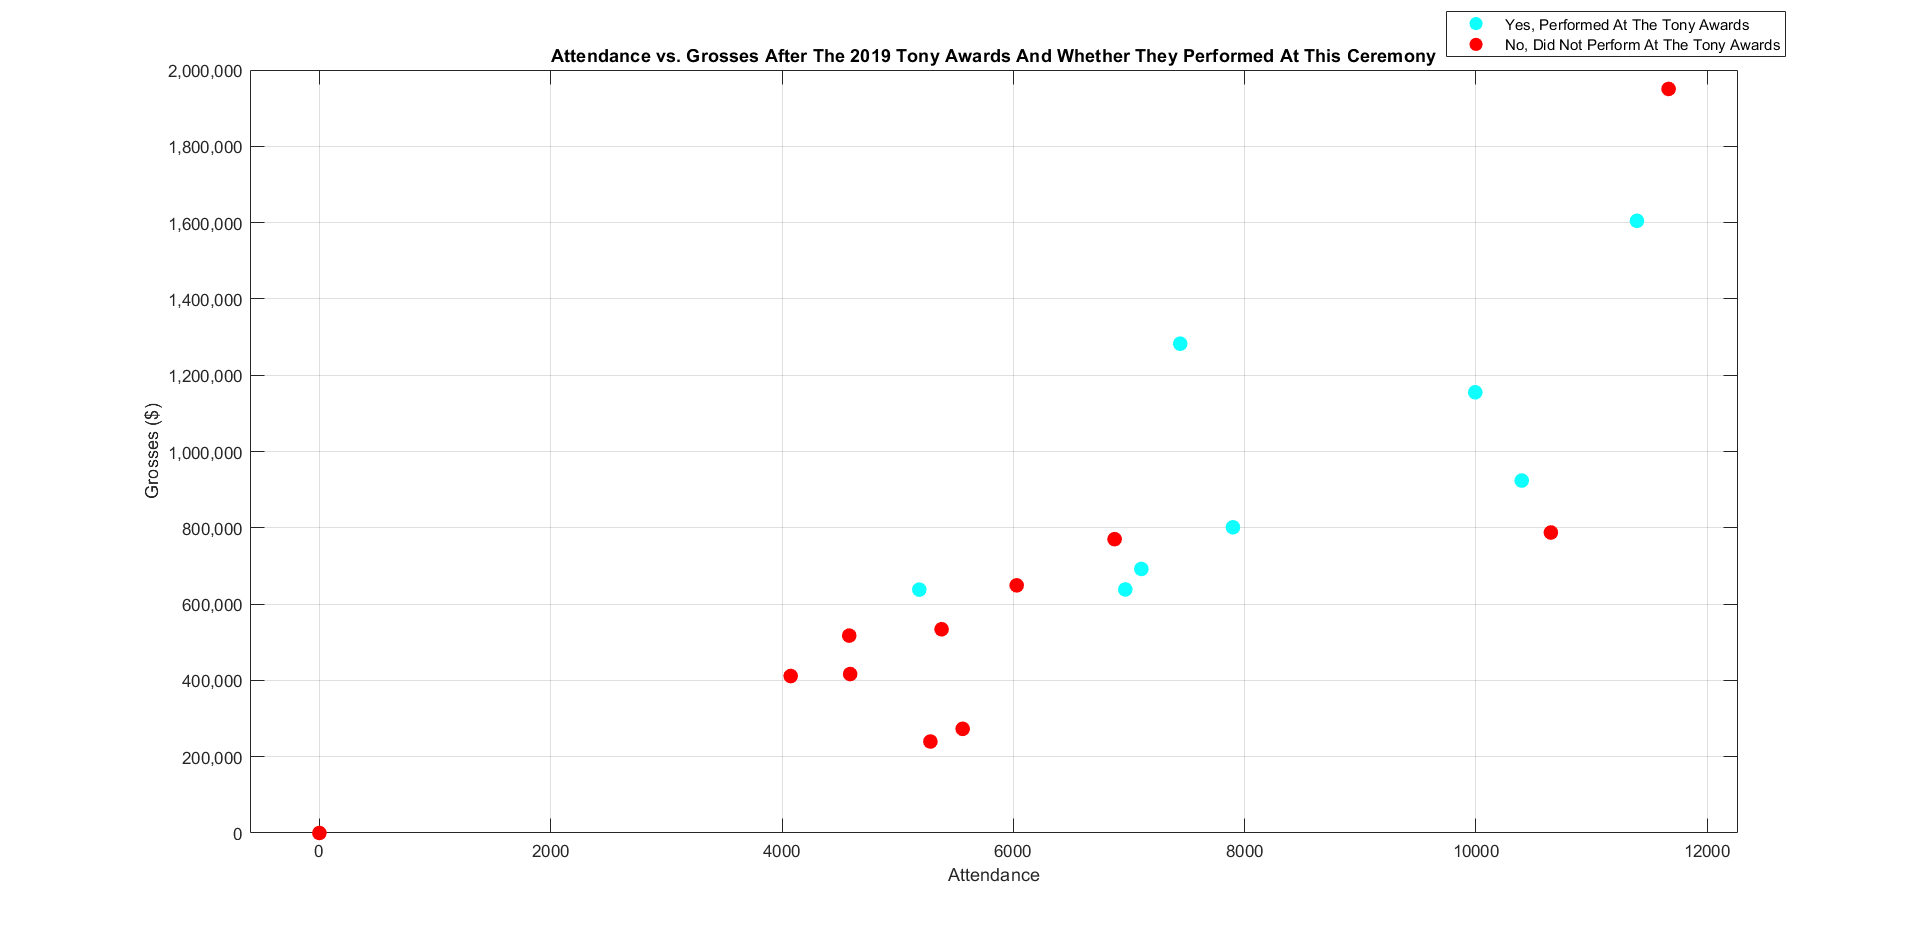 Yes, Performed At The Tony Awards
No, Did Not Perform At The Tony Awards
Attendance vs. Grosses After The 2019 Tony Awards And Whether They Performed At This Ceremony
2,000,000
1,800,000
1,600,000
1,400,000
1,200,000
1,000,000
800,000
600,000
400,000
200,000
0
Grosses ($)
0 2000 4000 6000 8000 10000 12000
Attendance